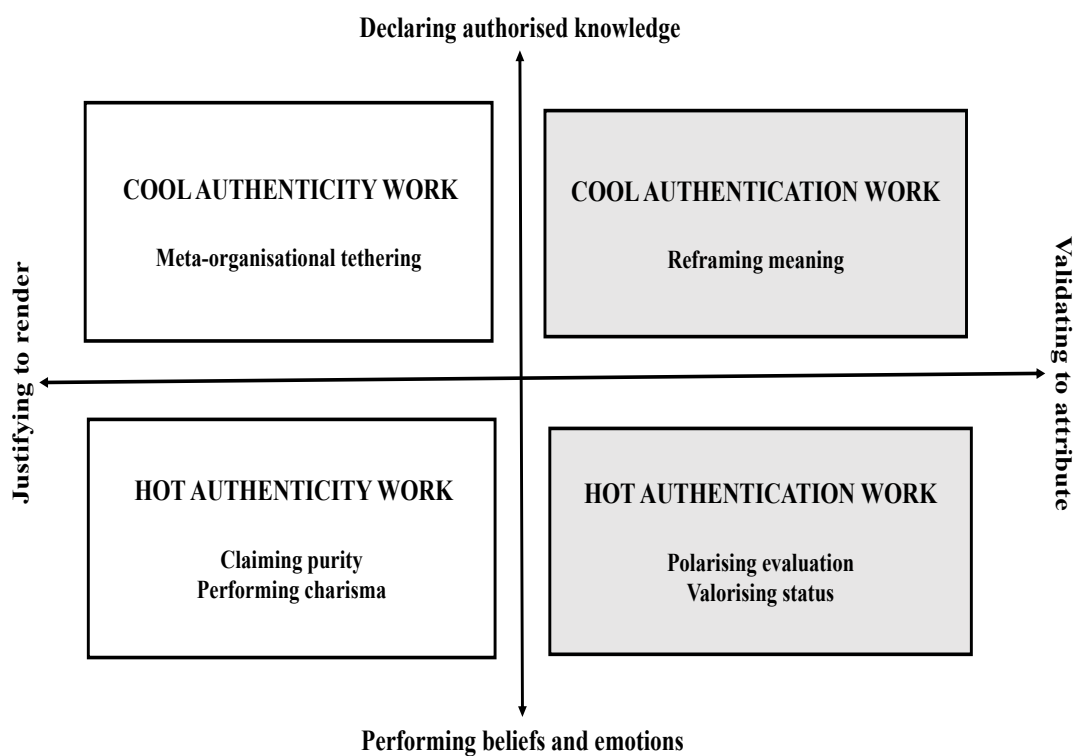 Declaring authorised knowledge
COOL AUTHENTICITY WORK
Meta-organisational tethering
COOL AUTHENTICATION WORK
Reframing meaning
Justifying to render
Validating to attribute
HOT AUTHENTICITY WORK
Claiming purity
Performing charisma
HOT AUTHENTICATION WORK
Polarising evaluation
Valorising status
Performing beliefs and emotions